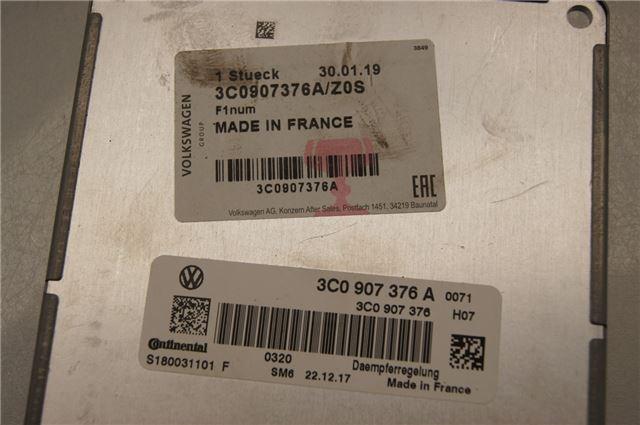 3849
1 Stueck 30.01.19
3C0907376A/Z0S
F1num
MADE IN FRANCE
VOLKSWAGEN
GROUP
3C0907376A
EAC
Volkswagen AG, Konzern After Sales, Postfach 1451, 34219 Baunatal
3C0 907 376 A 0071
3C0 907 376 H07
Continental
S180031101 F
0320
SM6 22.12.17
Daempferregelung
Made in France